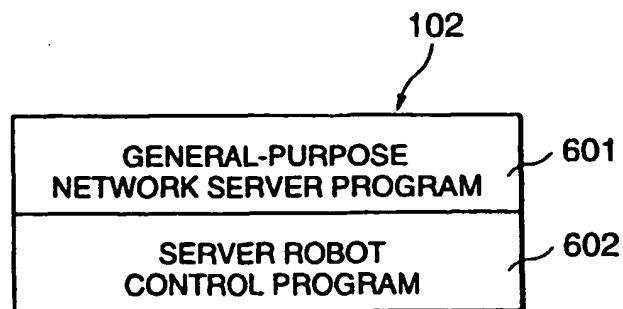 102
GENERAL-PURPOSE
NETWORK SERVER PROGRAM
601
SERVER ROBOT
CONTROL PROGRAM
602